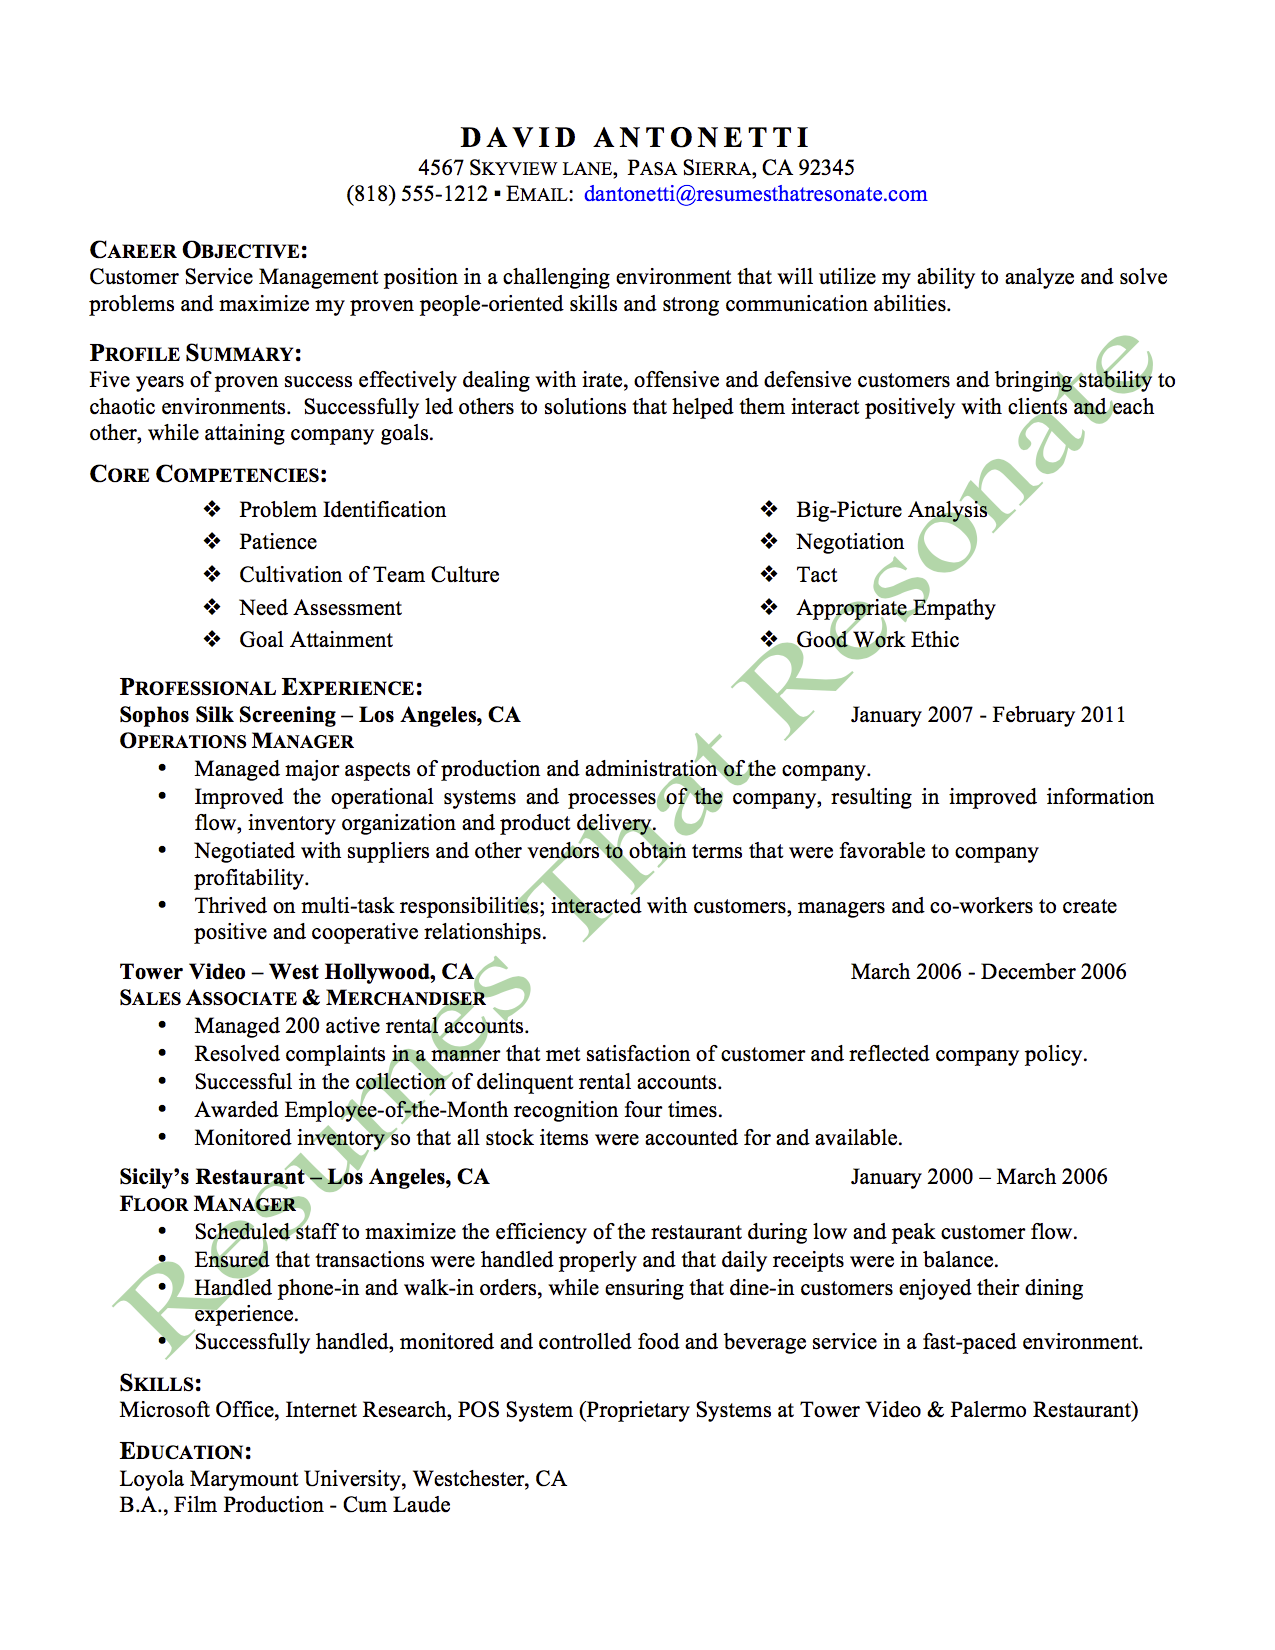 DAVID ANTONETTI
4567 SKYVIEW LANE, PASA SIERRA, CA 92345
(818) 555-1212 ▪ EMAIL: dantonetti@resumesthatresonate.com
CAREER OBJECTIVE:
Customer Service Management position in a challenging environment that will utilize my ability to analyze and solve
problems and maximize my proven people-oriented skills and strong communication abilities.
PROFILE SUMMARY:
Five years of proven success effectively dealing with irate, offensive and defensive customers and bringing stability to
chaotic environments. Successfully led others to solutions that helped them interact positively with clients and each
other, while attaining company goals.
CORE COMPETENCIES:
❖ Problem Identification
❖ Patience
❖ Cultivation of Team Culture
❖ Need Assessment
❖ Goal Attainment
❖ Big-Picture Analysis
❖ Negotiation
❖ Tact
❖ Appropriate Empathy
❖ Good Work Ethic
PROFESSIONAL EXPERIENCE:
Sophos Silk Screening – Los Angeles, CA January 2007 - February 2011
OPERATIONS MANAGER
• Managed major aspects of production and administration of the company.
• Improved the operational systems and processes of the company, resulting in improved information
flow, inventory organization and product delivery.
• Negotiated with suppliers and other vendors to obtain terms that were favorable to company
profitability.
• Thrived on multi-task responsibilities; interacted with customers, managers and co-workers to create
positive and cooperative relationships.
Tower Video – West Hollywood, CA March 2006 - December 2006
SALES ASSOCIATE & MERCHANDISER
• Managed 200 active rental accounts.
• Resolved complaints in a manner that met satisfaction of customer and reflected company policy.
• Successful in the collection of delinquent rental accounts.
• Awarded Employee-of-the-Month recognition four times.
• Monitored inventory so that all stock items were accounted for and available.
Sicily's Restaurant – Los Angeles, CA January 2000 – March 2006
FLOOR MANAGER
• Scheduled staff to maximize the efficiency of the restaurant during low and peak customer flow.
• Ensured that transactions were handled properly and that daily receipts were in balance.
• Handled phone-in and walk-in orders, while ensuring that dine-in customers enjoyed their dining
experience.
• Successfully handled, monitored and controlled food and beverage service in a fast-paced environment.
SKILLS:
Microsoft Office, Internet Research, POS System (Proprietary Systems at Tower Video & Palermo Restaurant)
EDUCATION:
Loyola Marymount University, Westchester, CA
B.A., Film Production - Cum Laude
Resumes That Resonate